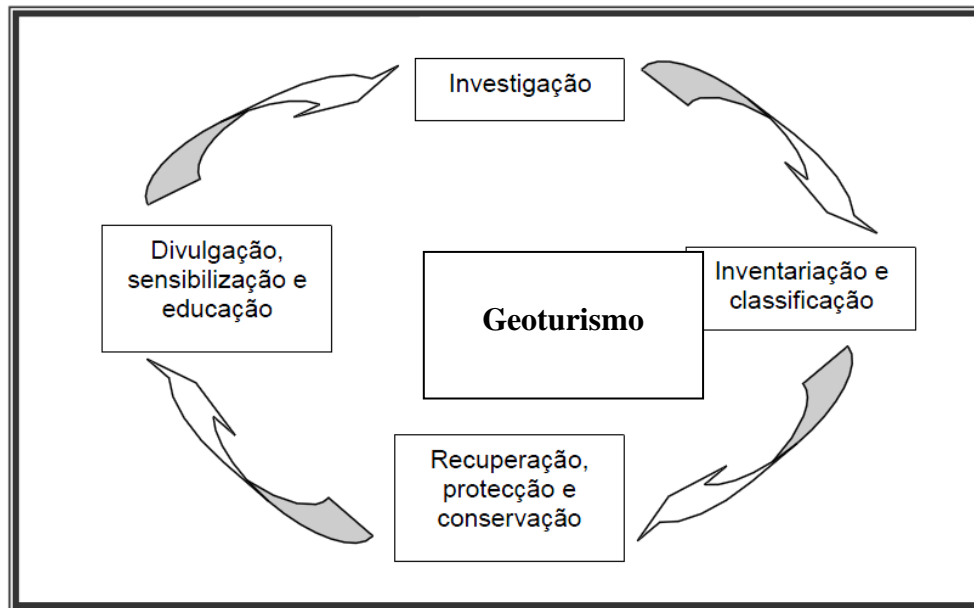 Investigação
Divulgação,
sensibilização e
educação
Geoturismo
Inventariação e
classificação
Recuperação,
protecção e
conservação